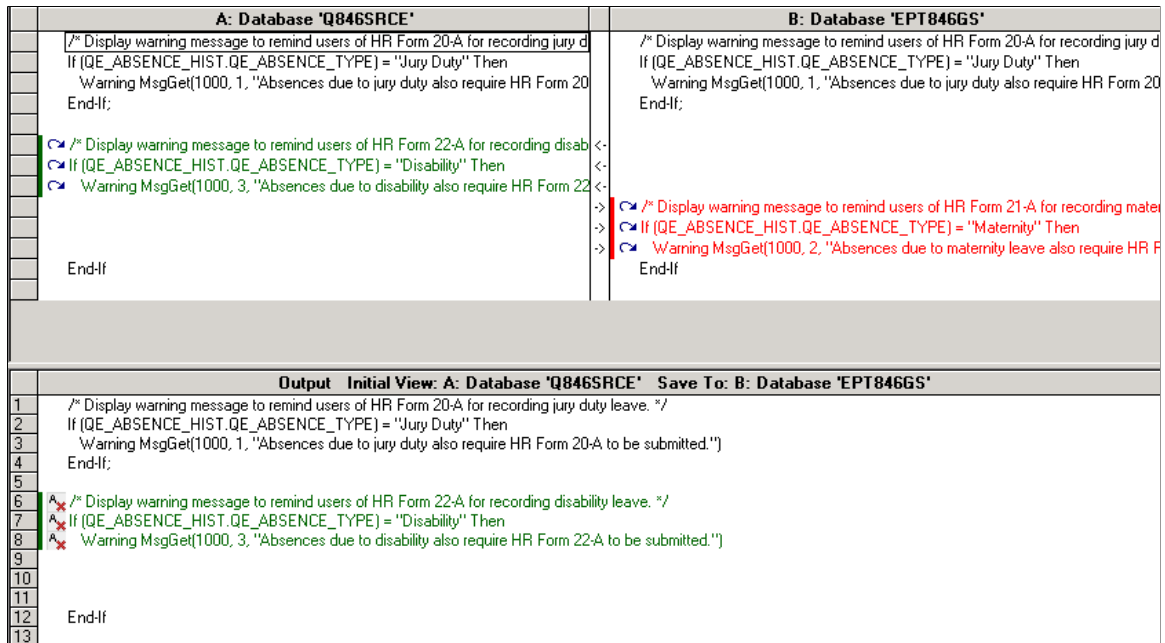 A: Database 'Q846SRCE'
/* Display warning message to remind users of HR Form 20-A for recording jury d
If (QE_ABSENCE_HIST.QE_ABSENCE_TYPE) = "Jury Duty" Then
Warning MsgGet(1000, 1, "Absences due to jury duty also require HR Form 20
End-If;
/* Display warning message to remind users of HR Form 22-A for recording disab
If (QE_ABSENCE_HIST.QE_ABSENCE_TYPE) = "Disability" Then
Warning MsgGet(1000, 3, "Absences due to disability also require HR Form 22
End-If
<-
<-
<-
->
->
->
B: Database 'EPT846GS'
/* Display warning message to remind users of HR Form 20-A for recording jury d
If (QE_ABSENCE_HIST.QE_ABSENCE_TYPE) = "Jury Duty" Then
Warning MsgGet(1000, 1, "Absences due to jury duty also require HR Form 20
End-If;
/* Display warning message to remind users of HR Form 21-A for recording mater
If (QE_ABSENCE_HIST.QE_ABSENCE_TYPE) = "Maternity" Then
Warning MsgGet(1000, 2, "Absences due to maternity leave also require HR F
End-If
Output Initial View: A: Database 'Q846SRCE' Save To: B: Database 'EPT846GS'
1 /* Display warning message to remind users of HR Form 20-A for recording jury duty leave. */
2 If (QE_ABSENCE_HIST.QE_ABSENCE_TYPE) = "Jury Duty" Then
3 Warning MsgGet(1000, 1, "Absences due to jury duty also require HR Form 20-A to be submitted.")
4 End-If;
5
6 A /* Display warning message to remind users of HR Form 22-A for recording disability leave. */
7 A If (QE_ABSENCE_HIST.QE_ABSENCE_TYPE) = "Disability" Then
8 A Warning MsgGet(1000, 3, "Absences due to disability also require HR Form 22-A to be submitted.")
9
10
11
12 End-If
13